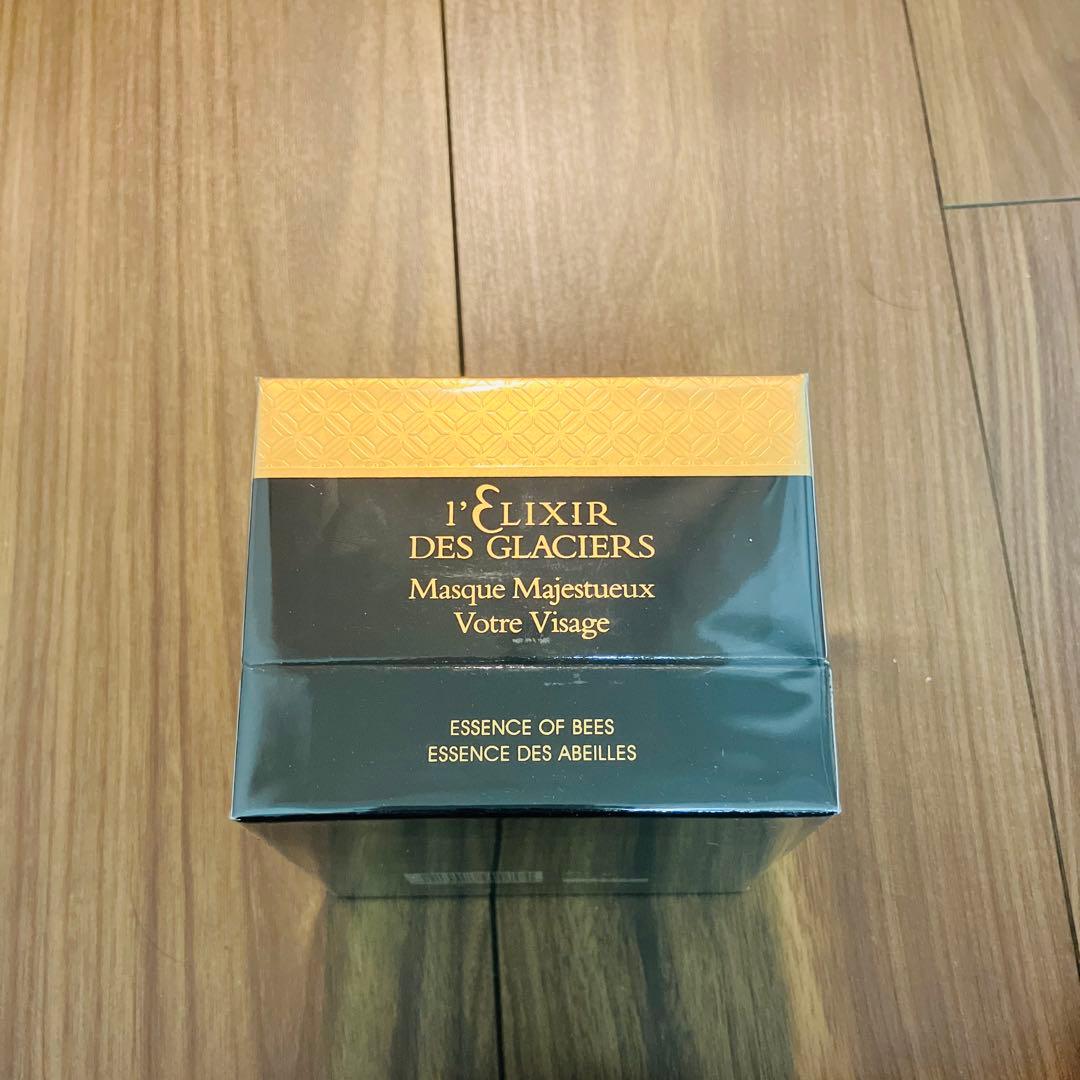 l'ELIXIR
DES GLACIERS
Masque Majestueux
Votre Visage
ESSENCE OF BEES
ESSENCE DES ABEILLES